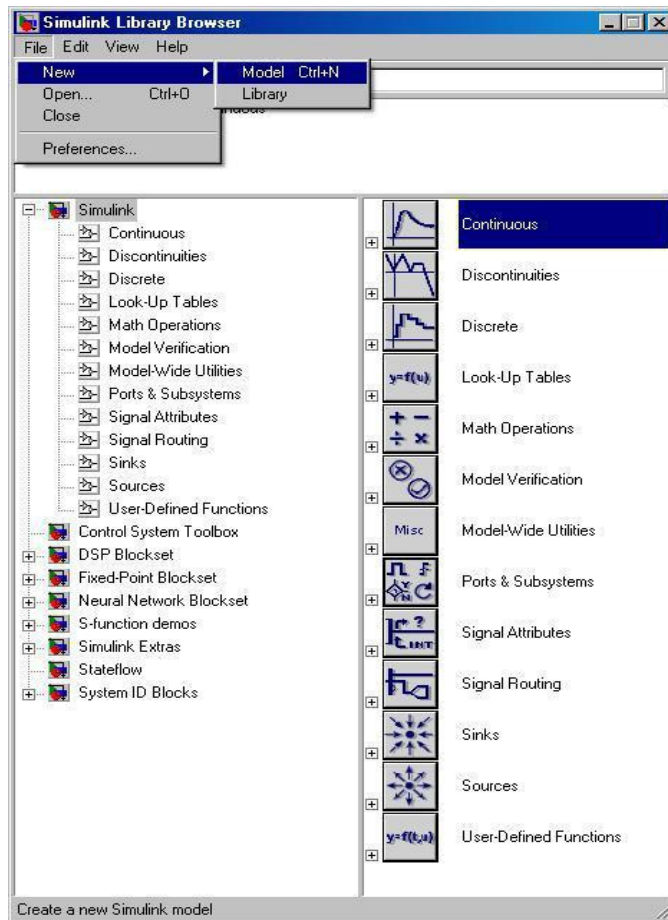 Simulink Library Browser
File Edit View Help
New
Model Ctrl+N
Open... Ctrl+O
Library
Close
Preferences...
Simulink
Continuous
Discontinuities
Discrete
Look-Up Tables
Math Operations
Model Verification
Model-Wide Utilities
Ports & Subsystems
Signal Attributes
Signal Routing
Sinks
Sources
User-Defined Functions
Control System Toolbox
DSP Blockset
Fixed-Point Blockset
Neural Network Blockset
S-function demos
Simulink Extras
Stateflow
System ID Blocks
Continuous
Discontinuities
Discrete
y=f(u) Look-Up Tables
Math Operations
Model Verification
Misc Model-Wide Utilities
Ports & Subsystems
Signal Attributes
Signal Routing
Sinks
Sources
y=f(t,u) User-Defined Functions
Create a new Simulink model